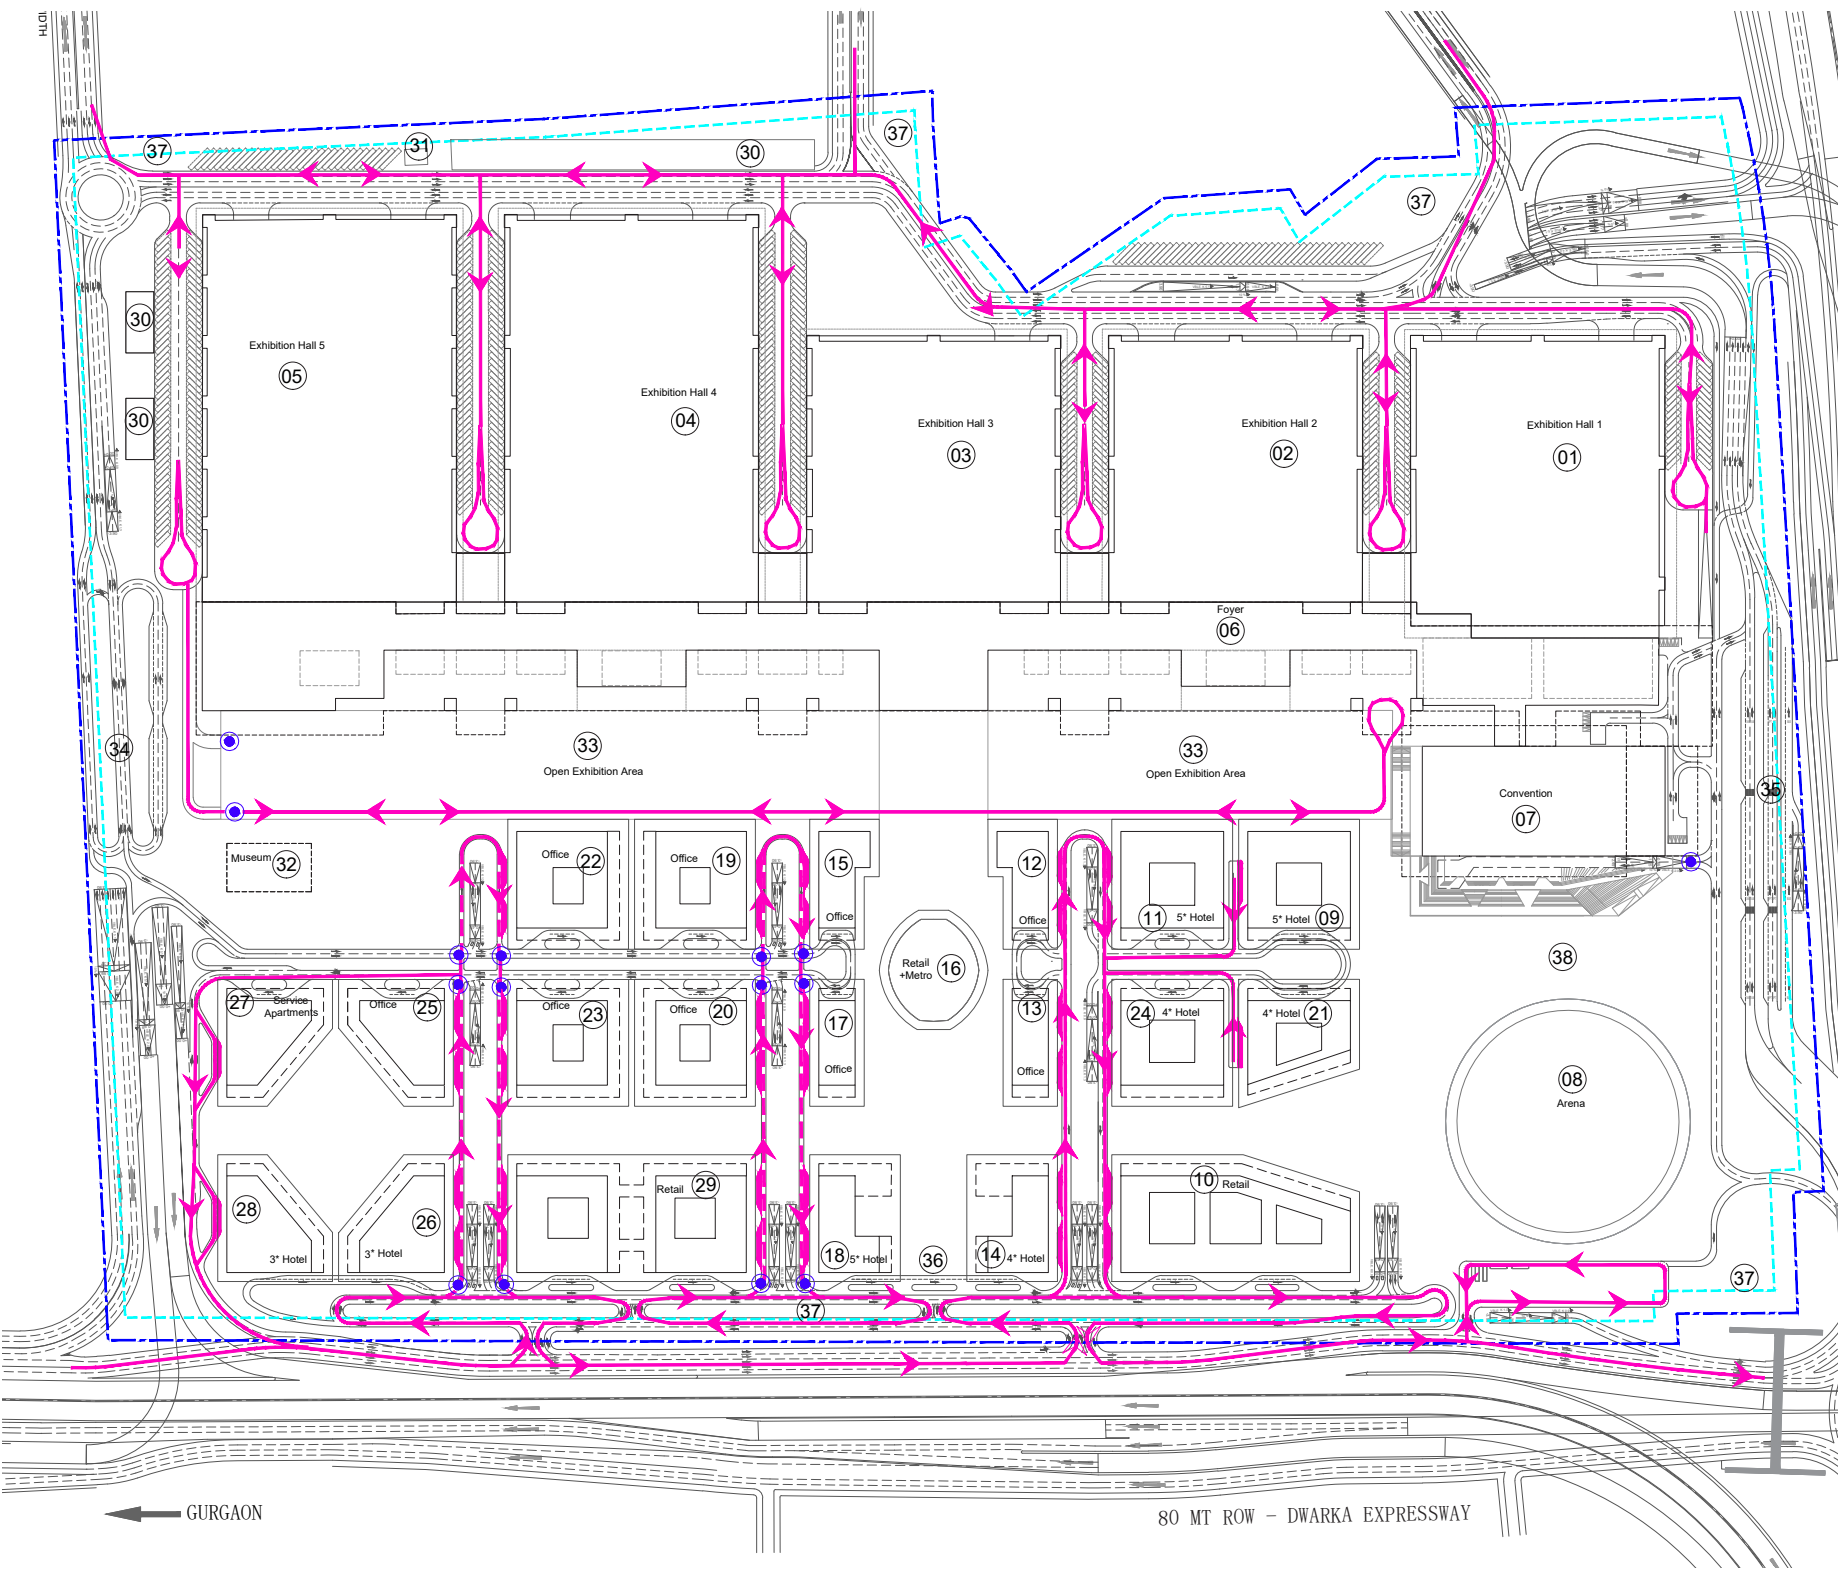 IDTH
37
31
30
37
37
30
Exhibition Hall 5
05
30
Exhibition Hall 4
04
Exhibition Hall 3
03
Exhibition Hall 2
02
Exhibition Hall 1
01
Foyer
06
34
33
Open Exhibition Area
33
Open Exhibition Area
35
Convention
07
Museum
32
Office
22
Office
19
15
Office
12
Office
11
5* Hotel
5* Hotel
09
Retail
+Metro
16
38
27
Service
Apartments
Office
25
Office
23
Office
20
17
Office
13
Office
24
4* Hotel
4* Hotel
21
08
Arena
28
3* Hotel
26
3* Hotel
Retail
29
18
5* Hotel
36
14
4* Hotel
10
Retail
37
37
GURGAON
80 MT ROW - DWARKA EXPRESSWAY